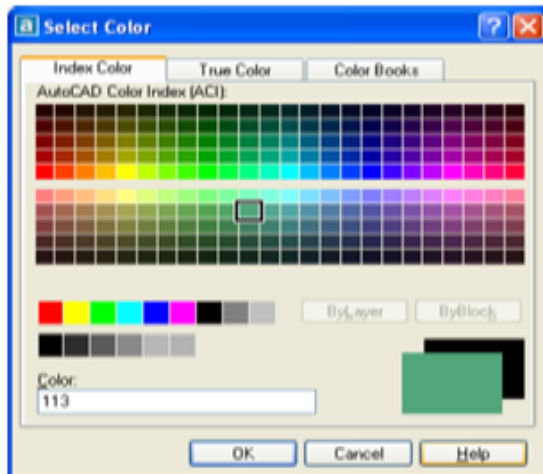 a Select Color ? X
Index Color True Color Color Books
AutoCAD Color Index (ACI):
ByLayer ByBlock
Color:
113
OK Cancel Help